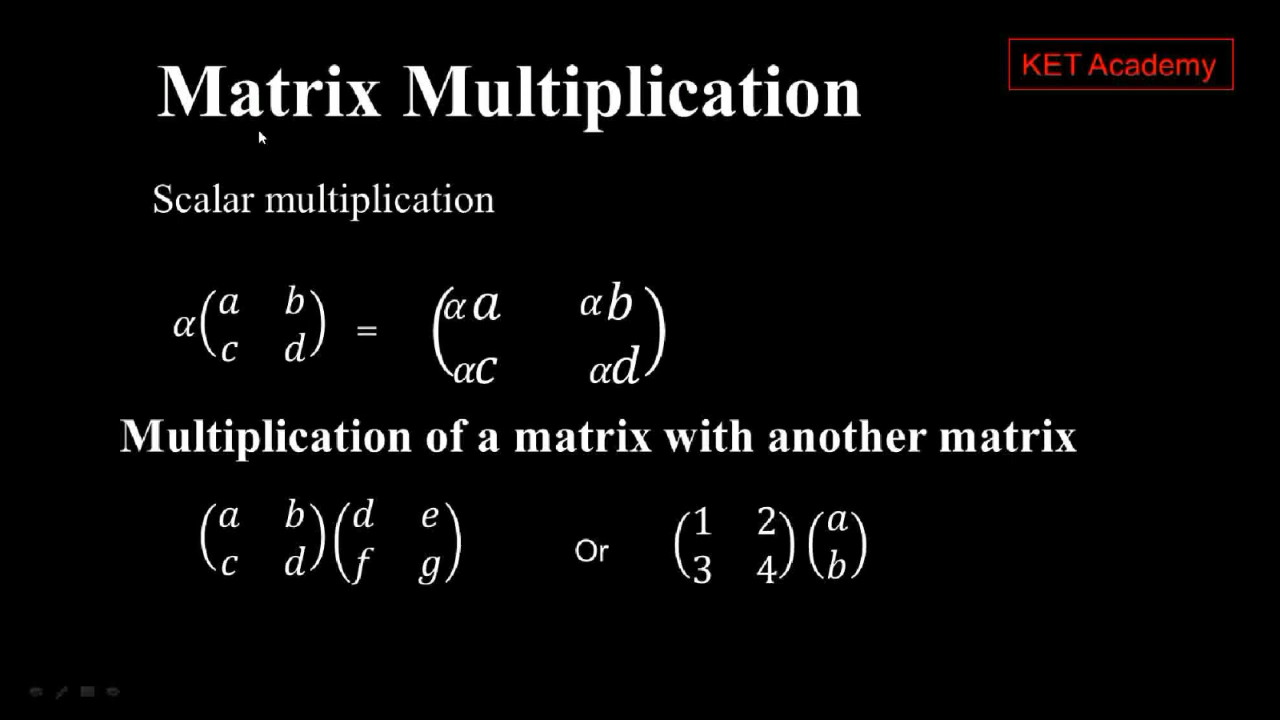 Matrix Multiplication
KET Academy
Scalar multiplication
α(a b
c d) = (αa αb
αc αd)
Multiplication of a matrix with another matrix
(a b
c d)(d e
f g) Or (1 2
3 4)(a
b)